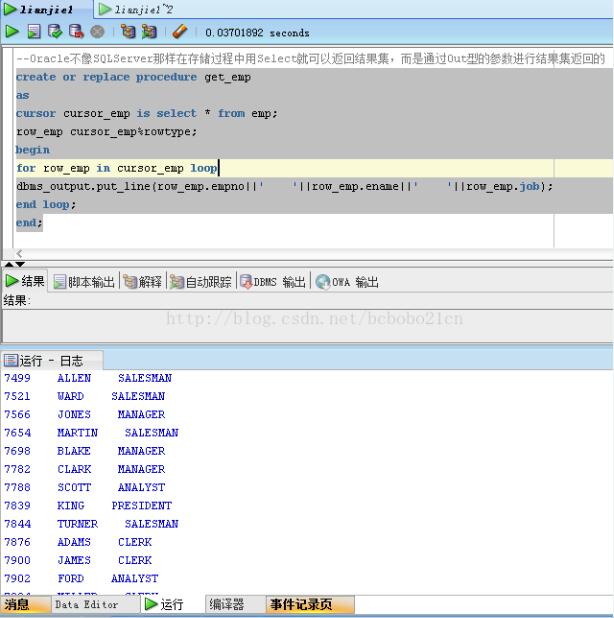 lianjie1 lianjie1~2
0.03701892 seconds
--Oracle不像SQLServer那样在存储过程中用Select就可以返回结果集，而是通过Out型的参数进行结果集返回的
create or replace procedure get_emp
as
cursor cursor_emp is select * from emp;
row_emp cursor_emp%rowtype;
begin
for row_emp in cursor_emp loop
dbms_output.put_line(row_emp.empno||'    '||row_emp.ename||'    '||row_emp.job);
end loop;
end;
结果 脚本输出 解释 自动跟踪 DBMS 输出 OWA 输出
结果:
http://blog.csdn.net/bcbobo21cn
运行 - 日志
7499    ALLEN    SALESMAN
7521    WARD    SALESMAN
7566    JONES    MANAGER
7654    MARTIN    SALESMAN
7698    BLAKE    MANAGER
7782    CLARK    MANAGER
7788    SCOTT    ANALYST
7839    KING    PRESIDENT
7844    TURNER    SALESMAN
7876    ADAMS    CLERK
7900    JAMES    CLERK
7902    FORD    ANALYST
消息 Data Editor 运行 编译器 事件记录页